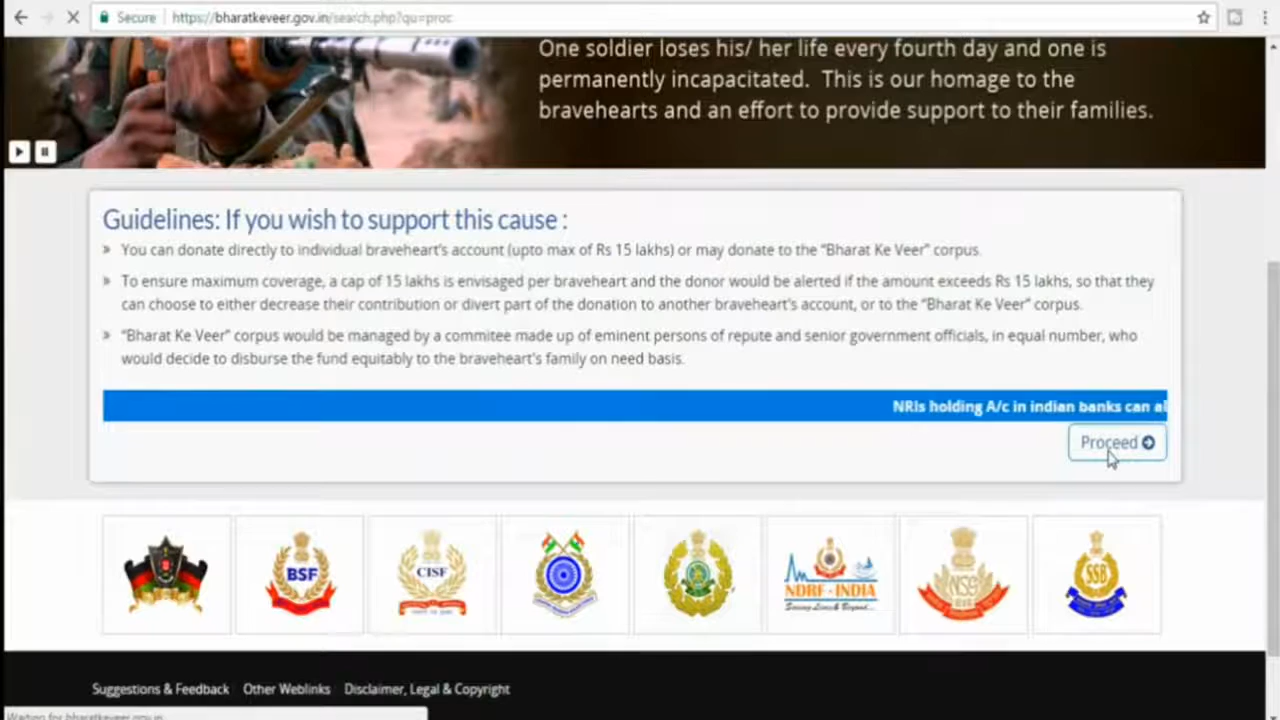 Secure
https://bharatkeveer.gov.in/search.php?qu=proc
One soldier loses his/ her life every fourth day and one is
permanently incapacitated. This is our homage to the
bravehearts and an effort to provide support to their families.
Guidelines: If you wish to support this cause :
» You can donate directly to individual braveheart's account (upto max of Rs 15 lakhs) or may donate to the “Bharat Ke Veer” corpus.
» To ensure maximum coverage, a cap of 15 lakhs is envisaged per braveheart and the donor would be alerted if the amount exceeds Rs 15 lakhs, so that they
can choose to either decrease their contribution or divert part of the donation to another braveheart's account, or to the “Bharat Ke Veer” corpus.
» “Bharat Ke Veer” corpus would be managed by a commitee made up of eminent persons of repute and senior government officials, in equal number, who
would decide to disburse the fund equitably to the braveheart's family on need basis.
NRIs holding A/c in indian banks can al
Proceed
BSF
CISF
NDRF - INDIA
Saving Lives & Beyond...
NSG
SSB
Suggestions & Feedback Other Weblinks Disclaimer, Legal & Copyright
Waiting for bharatkeveer.gov.in